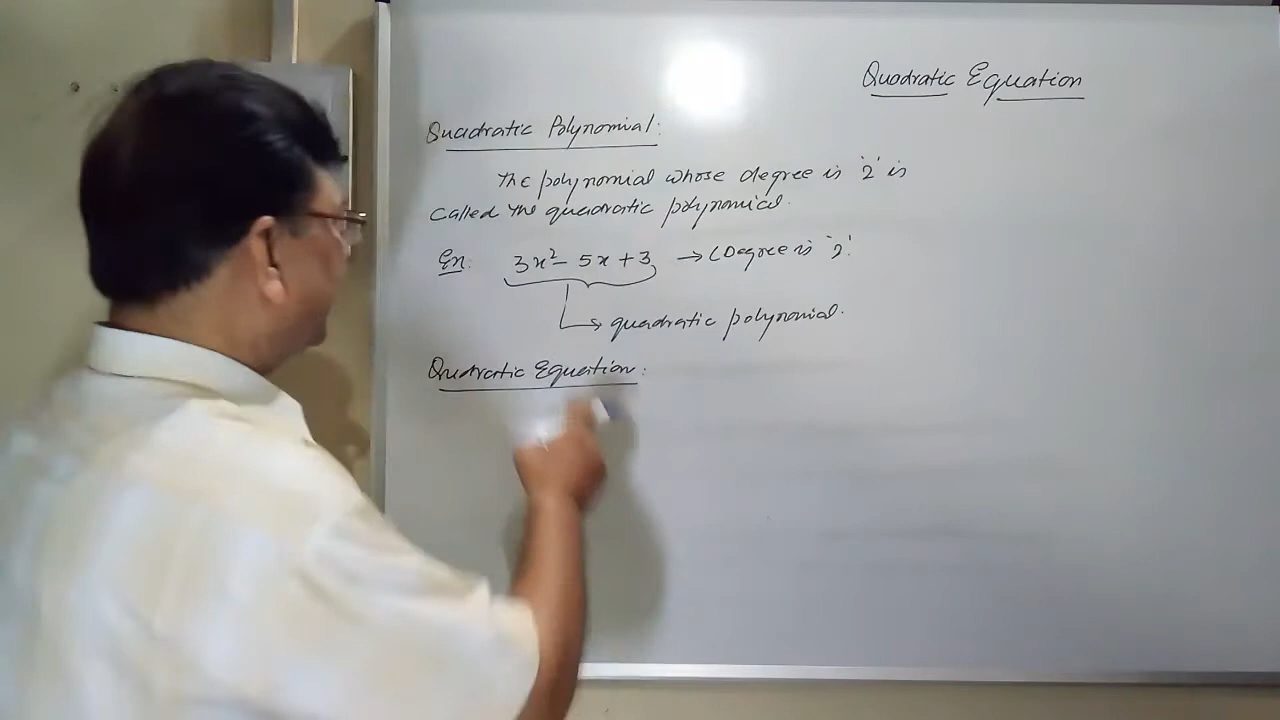 Quadratic Equation
Quadratic Polynomial:
The polynomial whose degree is '2' is
called the quadratic polynomial.
Ex. 3x² - 5x + 3 → (Degree is '2'.
→ quadratic polynomial.
Quadratic Equation: